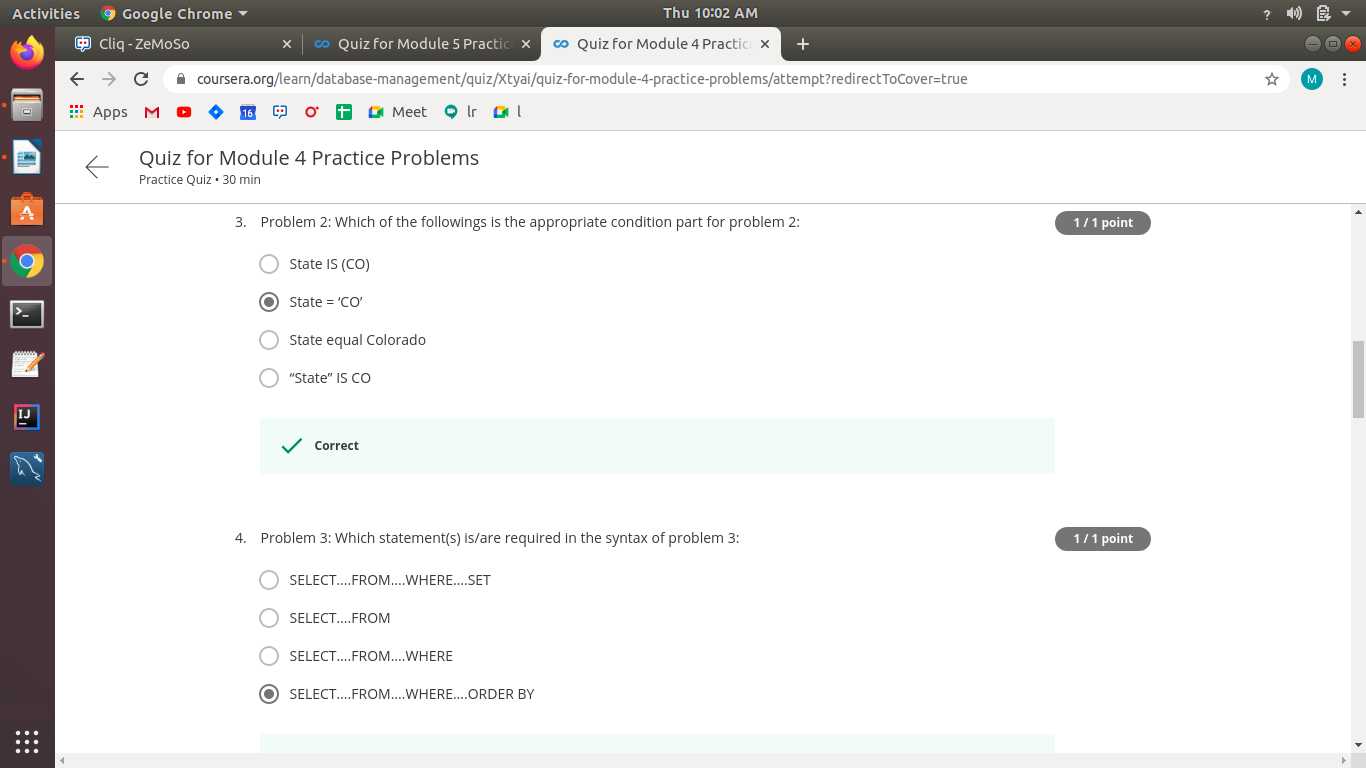 Activities Google Chrome Thu 10:02 AM ?
Cliq - ZeMoSo Quiz for Module 5 Practic Quiz for Module 4 Practic
coursera.org/learn/database-management/quiz/Xtyai/quiz-for-module-4-practice-problems/attempt?redirectToCover=true M
Apps 16 Meet lr l
Quiz for Module 4 Practice Problems
Practice Quiz • 30 min
3. Problem 2: Which of the followings is the appropriate condition part for problem 2: 1 / 1 point
State IS (CO)
State = ‘CO’
State equal Colorado
“State” IS CO
Correct
4. Problem 3: Which statement(s) is/are required in the syntax of problem 3: 1 / 1 point
SELECT....FROM....WHERE....SET
SELECT....FROM
SELECT....FROM....WHERE
SELECT....FROM....WHERE....ORDER BY
IJ